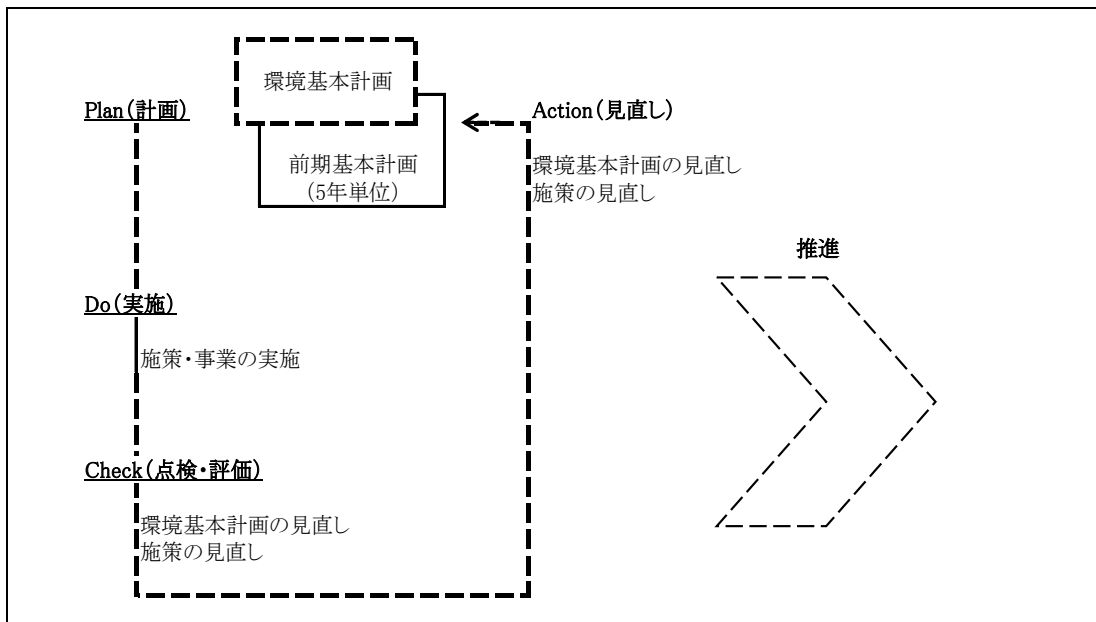 環境基本計画
Plan(計画)
前期基本計画
(5年単位)
Action(見直し)
環境基本計画の見直し
施策の見直し
推進
Do(実施)
施策・事業の実施
Check(点検・評価)
環境基本計画の見直し
施策の見直し